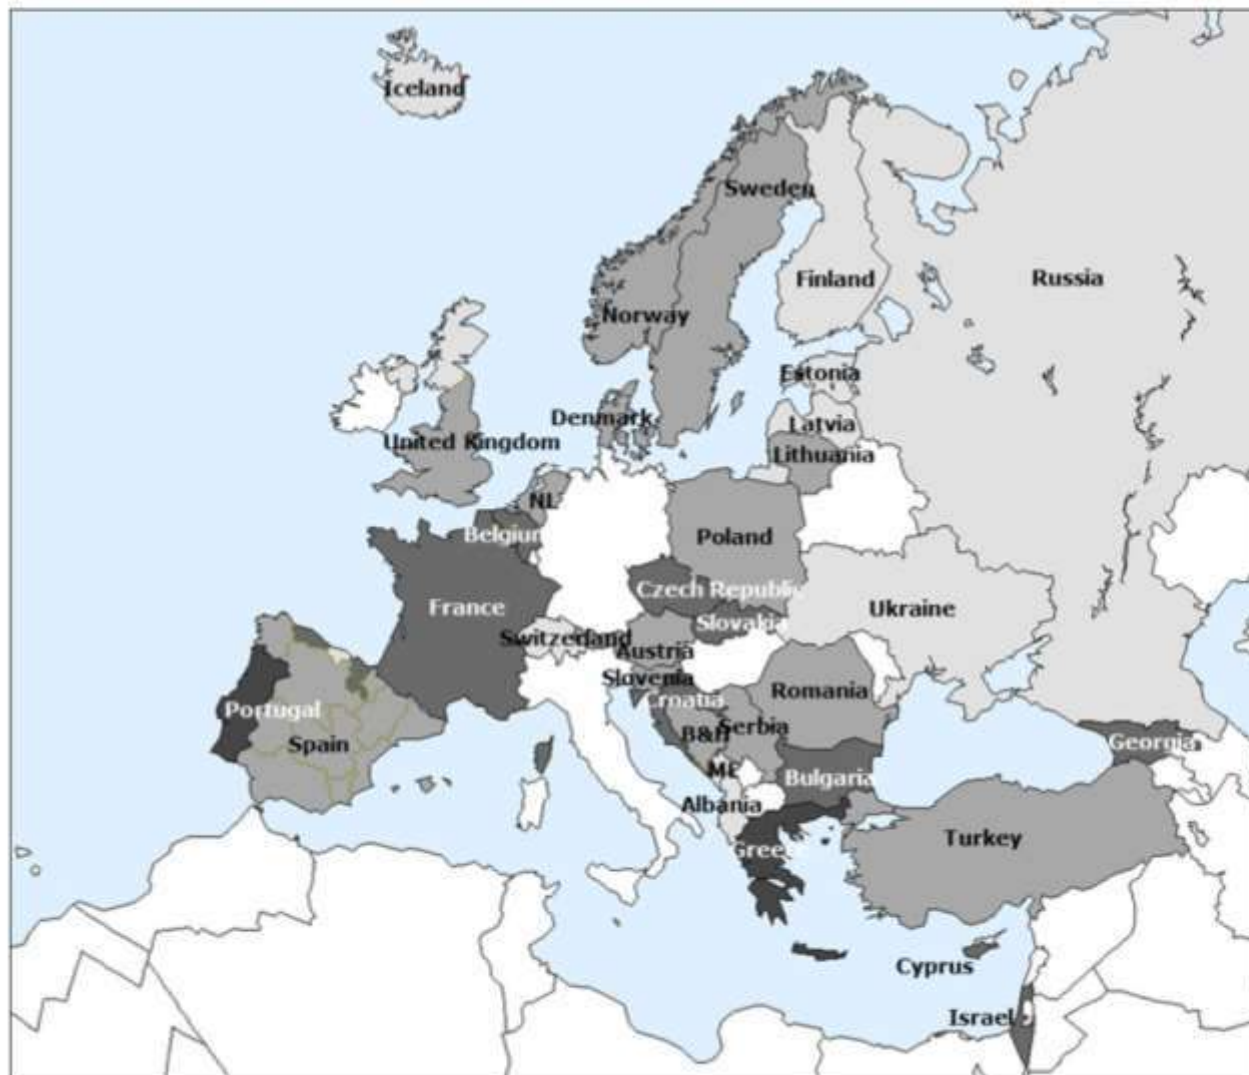 Iceland
Sweden
Finland
Russia
Norway
Estonia
Denmark
Latvia
United Kingdom
Lithuania
NL
Belgium
Poland
Czech Republic
France
Ukraine
Slovakia
Switzerland
Austria
Slovenia
Romania
Croatia
Portugal
Serbia
B&H
Spain
Georgia
ME
Bulgaria
Albania
Turkey
Greece
Cyprus
Israel